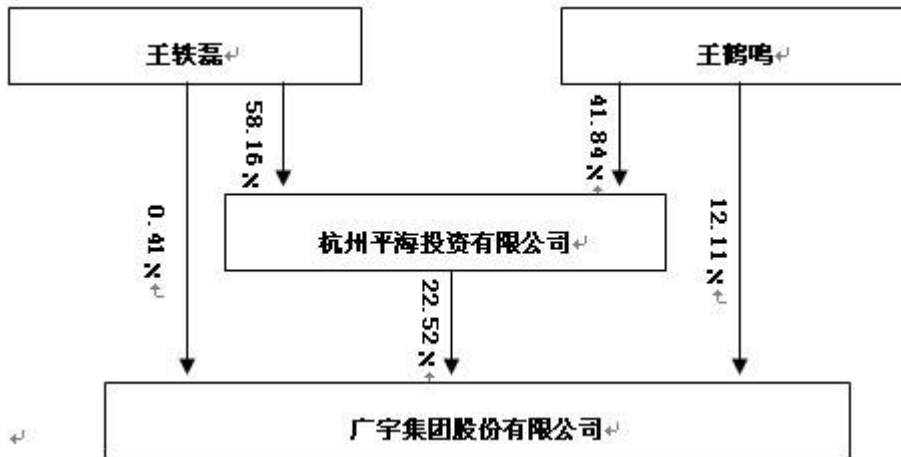 王铁磊
王鹤鸣
58.16%
41.84%
0.41%
12.11%
杭州平海投资有限公司
22.52%
广宇集团股份有限公司